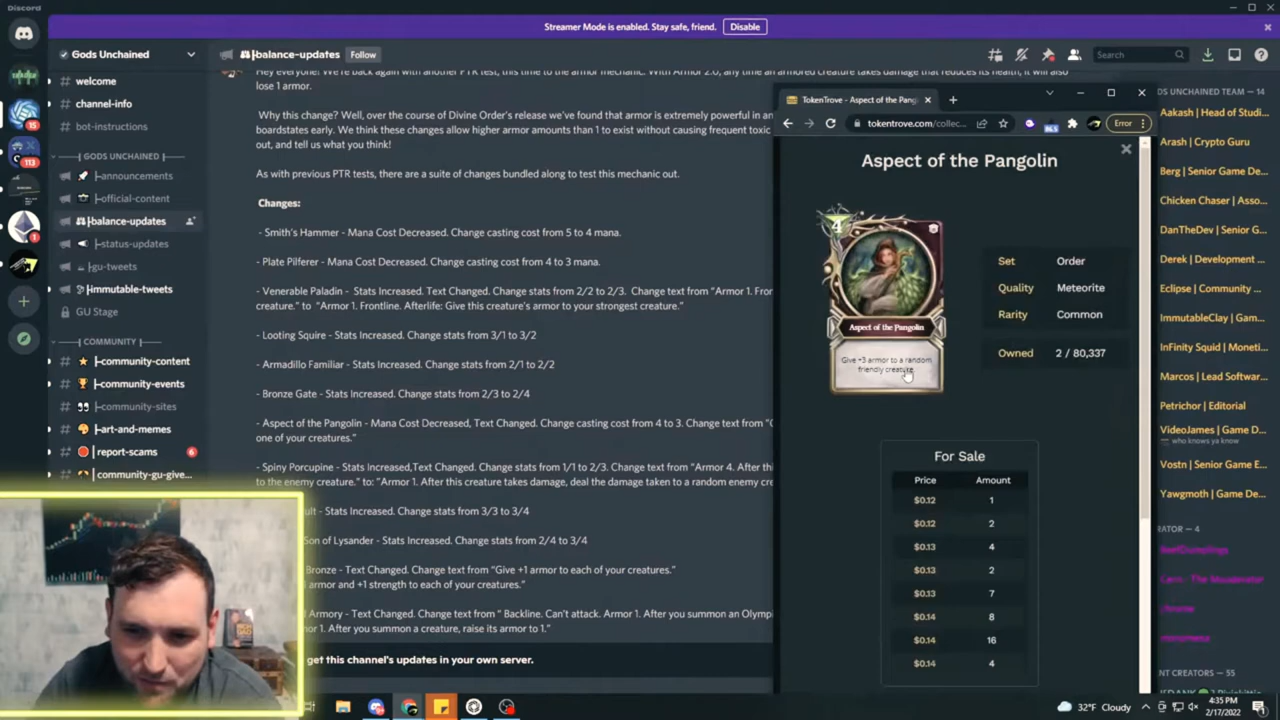 Discord
Streamer Mode is enabled. Stay safe, friend.
Disable
Gods Unchained
balance-updates
Follow
Search
welcome
channel-info
bot-instructions
GODS UNCHAINED
announcements
official-content
balance-updates
status-updates
gu-tweets
immutable-tweets
GU Stage
COMMUNITY
community-content
community-events
community-sites
art-and-memes
report-scams
6
community-gu-give...
15
113
1
Hey everyone! We're back again with another PTR test, this time to the armor mechanic. With Armor 2.0, any time an armored creature takes damage that reduces its health, it will also
lose 1 armor.
Why this change? Well, over the course of Divine Order's release we've found that armor is extremely powerful in
boardstates early. We think these changes allow higher armor amounts than 1 to exist without causing frequent toxic
out, and tell us what you think!
As with previous PTR tests, there are a suite of changes bundled along to test this mechanic out.
Changes:
- Smith's Hammer - Mana Cost Decreased. Change casting cost from 5 to 4 mana.
- Plate Pilferer - Mana Cost Decreased. Change casting cost from 4 to 3 mana.
- Venerable Paladin - Stats Increased. Text Changed. Change stats from 2/2 to 2/3. Change text from "Armor 1. Fron
creature." to "Armor 1. Frontline. Afterlife: Give this creature's armor to your strongest creature."
- Looting Squire - Stats Increased. Change stats from 3/1 to 3/2
- Armadillo Familiar - Stats Increased. Change stats from 2/1 to 2/2
- Bronze Gate - Stats Increased. Change stats from 2/3 to 2/4
- Aspect of the Pangolin - Mana Cost Decreased, Text Changed. Change casting cost from 4 to 3. Change text from
one of your creatures."
- Spiny Porcupine - Stats Increased,Text Changed. Change stats from 1/1 to 2/3. Change text from "Armor 4. After thi
to the enemy creature." to: "Armor 1. After this creature takes damage, deal the damage taken to a random enemy
ult - Stats Increased. Change stats from 3/3 to 3/4
Son of Lysander - Stats Increased. Change stats from 2/4 to 3/4
Bronze - Text Changed. Change text from "Give +1 armor to each of your creatures."
armor and +1 strength to each of your creatures."
Armory - Text Changed. Change text from " Backline. Can't attack. Armor 1. After you summon an Olymp
or 1. After you summon a creature, raise its armor to 1."
get this channel's updates in your own server.
TokenTrove - Aspect of the Pang
tokentrove.com/collec...
86.5
Error
Aspect of the Pangolin
4
Aspect of the Pangolin
Give +3 armor to a random
friendly creature.
Set Order
Quality Meteorite
Rarity Common
Owned 2 / 80,337
For Sale
Price Amount
$0.12 1
$0.12 2
$0.13 4
$0.13 2
$0.13 7
$0.14 8
$0.14 16
$0.14 4
DS UNCHAINED TEAM — 14
Aakash | Head of Studi...
Arash | Crypto Guru
Berg | Senior Game De...
Chicken Chaser | Asso...
DanTheDev | Senior G...
Derek | Development ...
Eclipse | Community ...
ImmutableClay | Gam...
Infinity Squid | Moneti...
Marcos | Lead Softwar...
Petrichor | Editorial
VideoJames | Game D...
who knows ya know
Vostn | Senior Game E...
Yawgmoth | Game De...
RATOR — 4
NT CREATORS — 55
32°F Cloudy
4:35 PM
2/17/2022